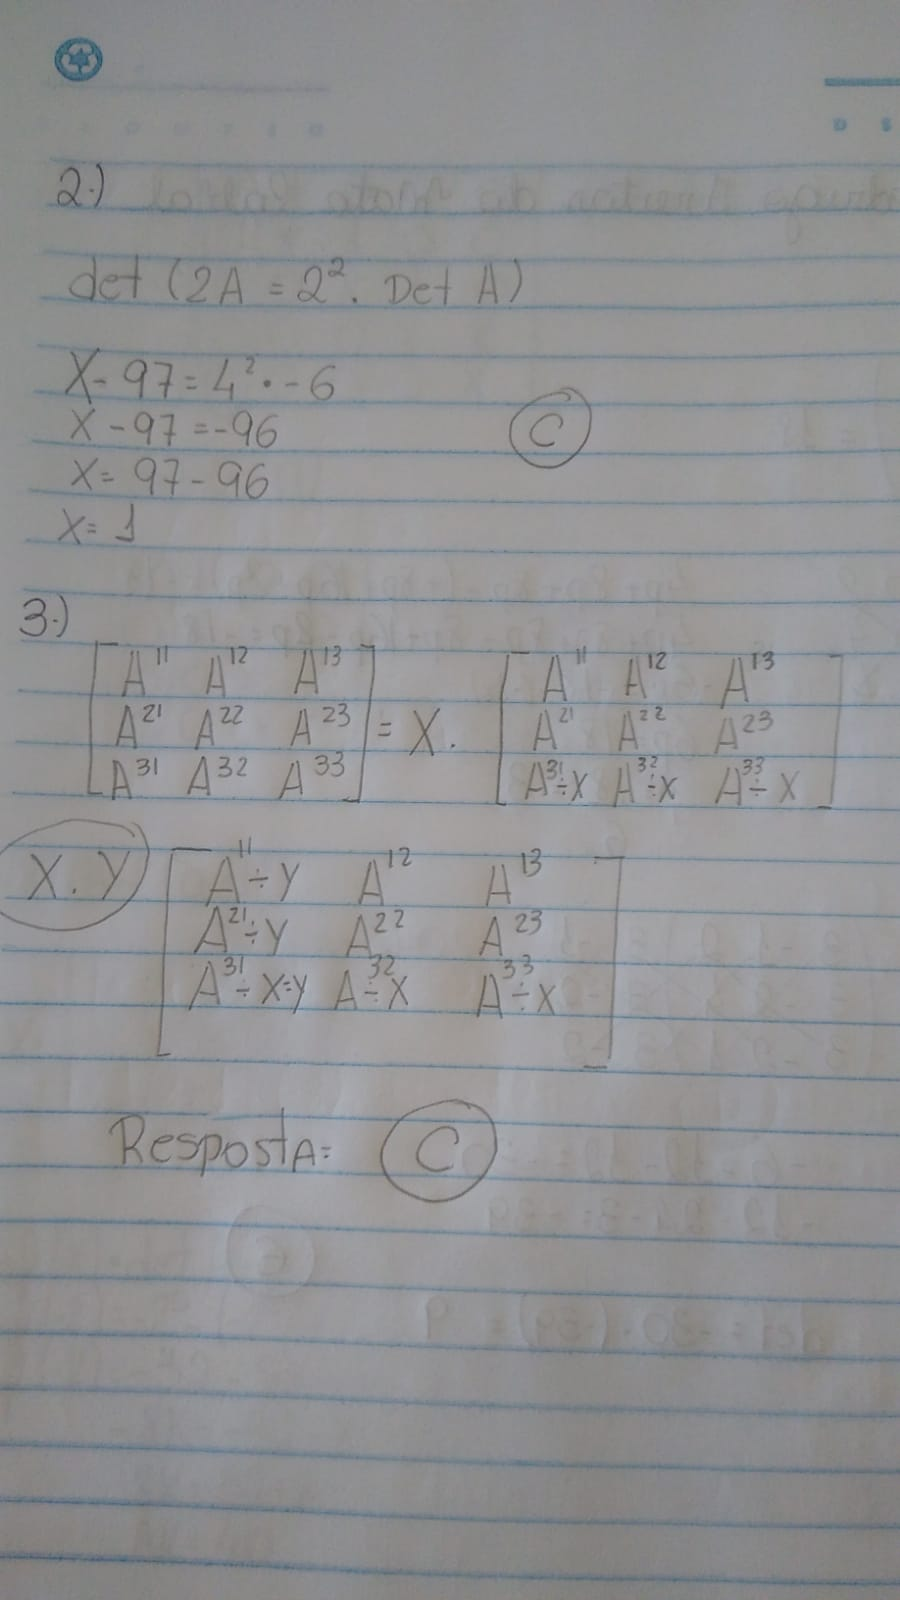 2.)
det (2A = 2². Det A)
X - 97 = 4² · - 6
X - 97 = -96
C
X = 97 - 96
X = 1
3.)
A¹¹ A¹² A¹³
A²¹ A²² A²³ = X.
A³¹ A³² A³³
A¹¹ A¹² A¹³
A²¹ A²² A²³
A³¹÷X A³²÷X A³³÷X
X.Y
A¹¹÷Y A¹² A¹³
A²¹÷Y A²² A²³
A³¹÷X÷Y A³²÷X A³³÷X
RespostA: C